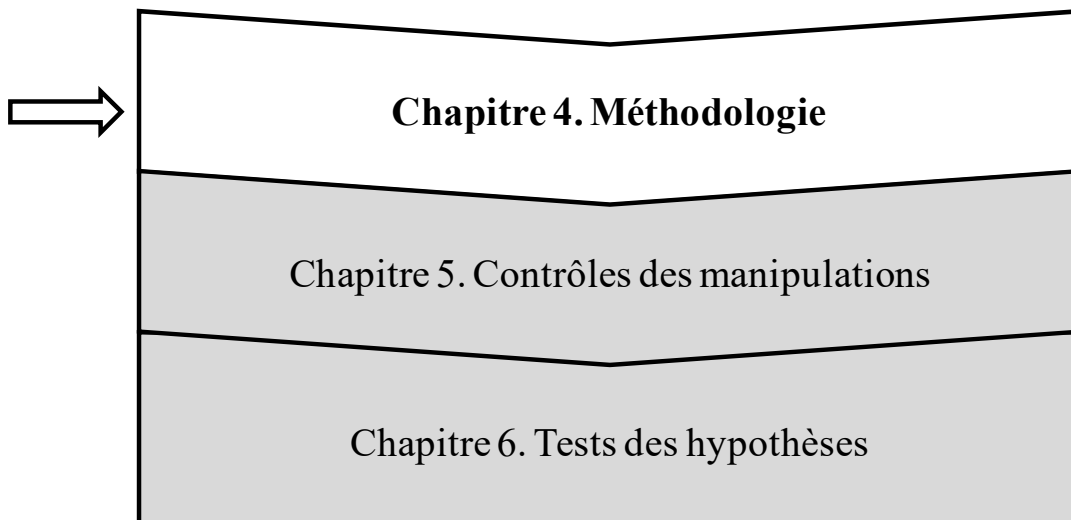 Chapitre 4. Méthodologie
Chapitre 5. Contrôles des manipulations
Chapitre 6. Tests des hypothèses